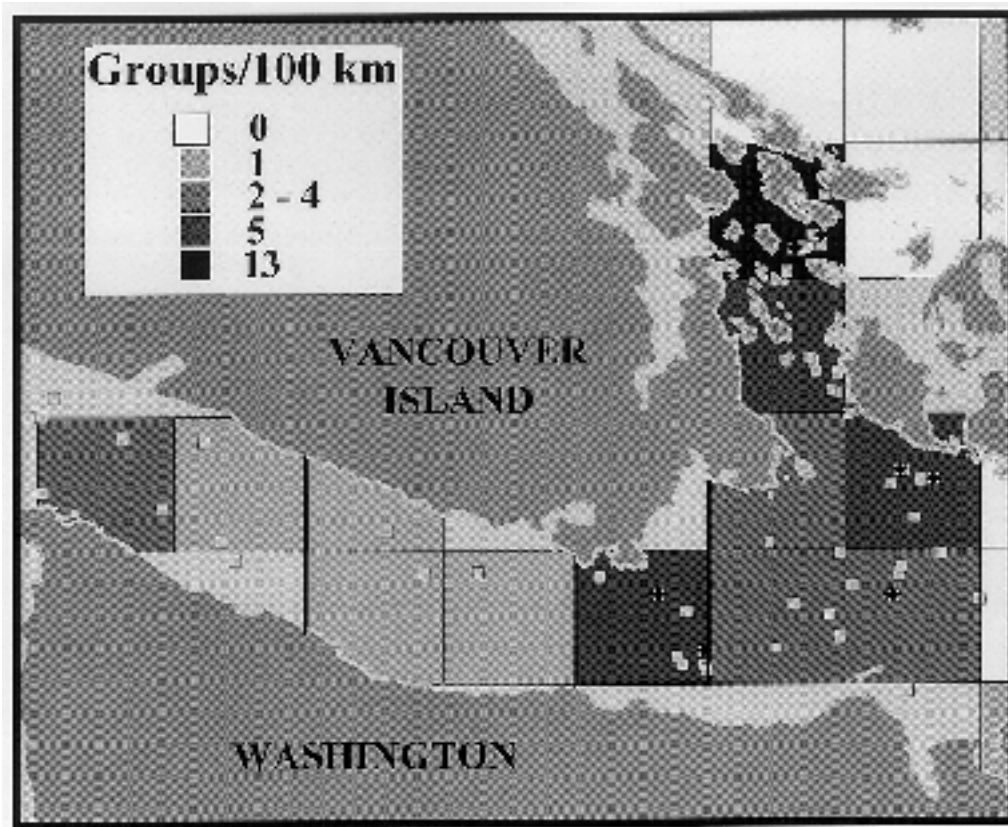 Groups/100 km
0
1
2 - 4
5
13
VANCOUVER
ISLAND
WASHINGTON